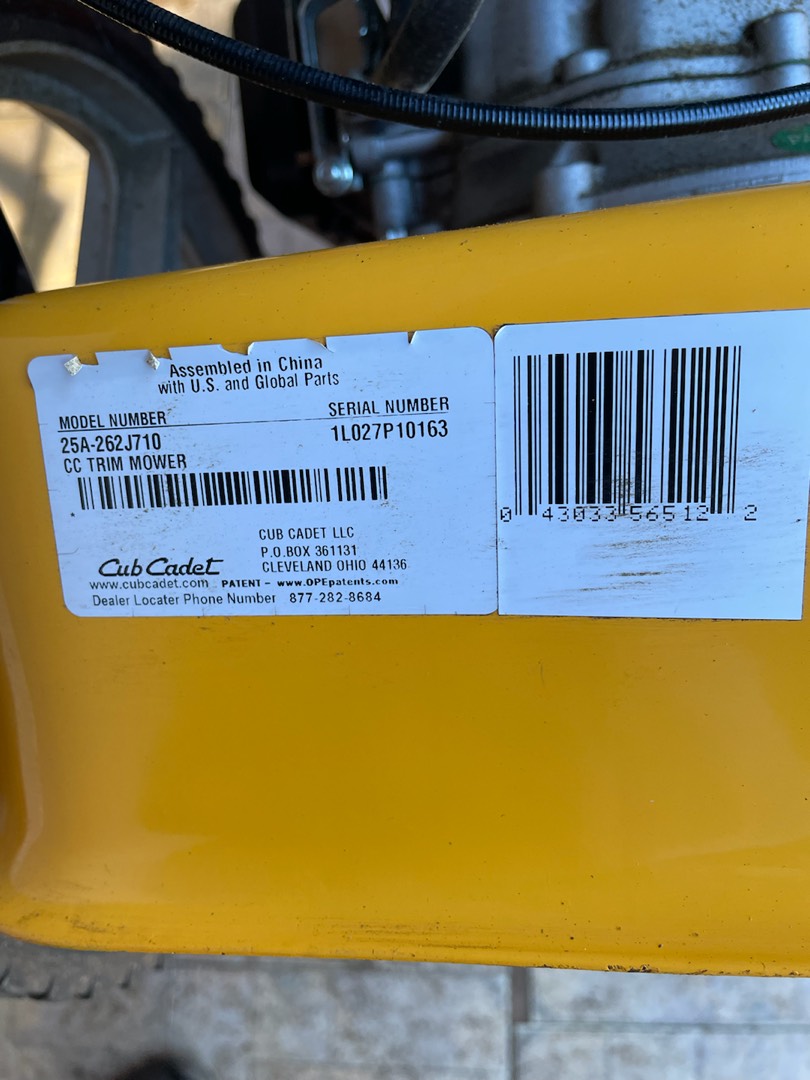 Assembled in China
with U.S. and Global Parts
MODEL NUMBER SERIAL NUMBER
25A-262J710 1L027P10163
CC TRIM MOWER
*
CUB CADET LLC
P.O.BOX 361131
CLEVELAND OHIO 44136
Cub Cadet
www.cubcadet.com PATENT - www.OPEpatents.com
Dealer Locater Phone Number 877-282-8684
0 43033 56512 2